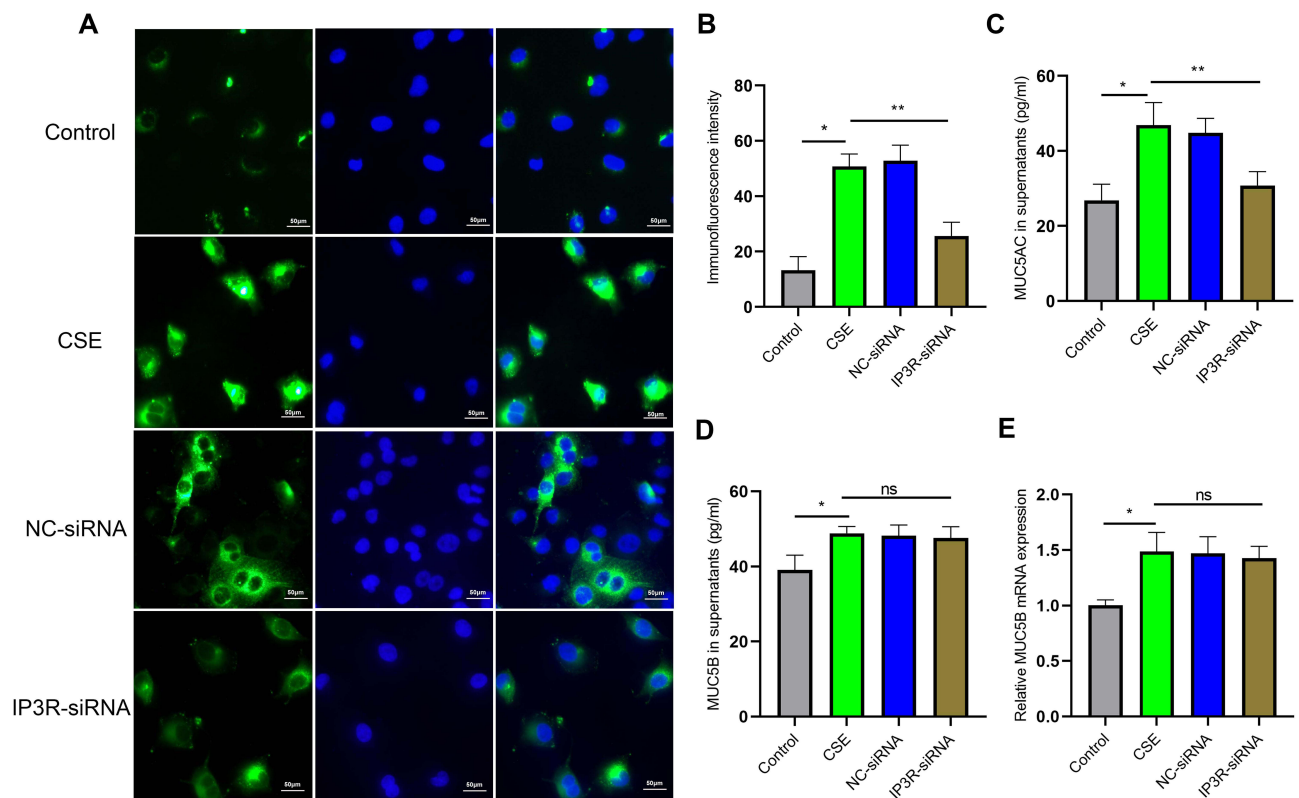 A
Control
50μm
50μm
50μm
CSE
50μm
50μm
50μm
NC-siRNA
50μm
50μm
50μm
IP3R-siRNA
50μm
50μm
50μm
B
Immunofluorescence intensity
80
60
40
20
0
*
**
Control
CSE
NC-siRNA
IP3R-siRNA
C
MUC5AC in supernatants (pg/ml)
60
40
20
0
*
**
Control
CSE
NC-siRNA
IP3R-siRNA
D
MUC5B in supernatants (pg/ml)
60
40
20
0
*
ns
Control
CSE
NC-siRNA
IP3R-siRNA
E
Relative MUC5B mRNA expression
2.0
1.5
1.0
0.5
0.0
*
ns
Control
CSE
NC-siRNA
IP3R-siRNA